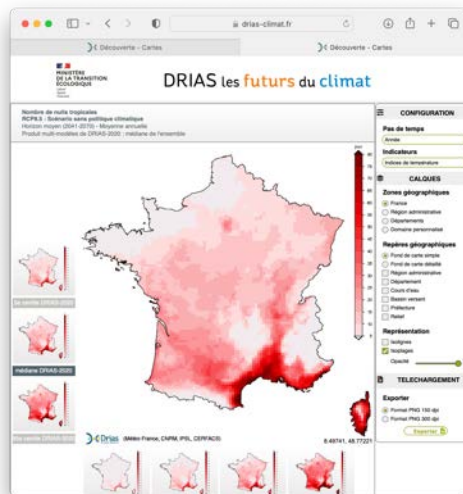 drias-climat.fr
Découverte - Cartes
Découverte - Cartes
MINISTÈRE
DE LA TRANSITION
ÉCOLOGIQUE
DRIAS les futurs du climat
Nombre de nuits tropicales
RCP8.5 : Scénario sans politique climatique
Horizon moyen (2041-2070) - Moyenne annuelle
Produit multi-modèles de DRIAS-2020 : médiane de l'ensemble
CONFIGURATION
Pas de temps
Année
Indicateurs
Indices de température
CALQUES
Zones géographiques
France
Région administrative
Départements
Domaine personnalisé
Repères géographiques
Fond de carte simple
Fond de carte détaillé
Région administrative
Département
Cours d'eau
Bassin versant
Préfecture
Relief
Représentation
Isolignes
Isoplages
Opacité
TELECHARGEMENT
Exporter
Format PNG 150 dpi
Format PNG 300 dpi
Exporter
médiane DRIAS-2020
Drias (Météo France, CNRM, IPSL, CERFACS)
8.49741, 48.77221